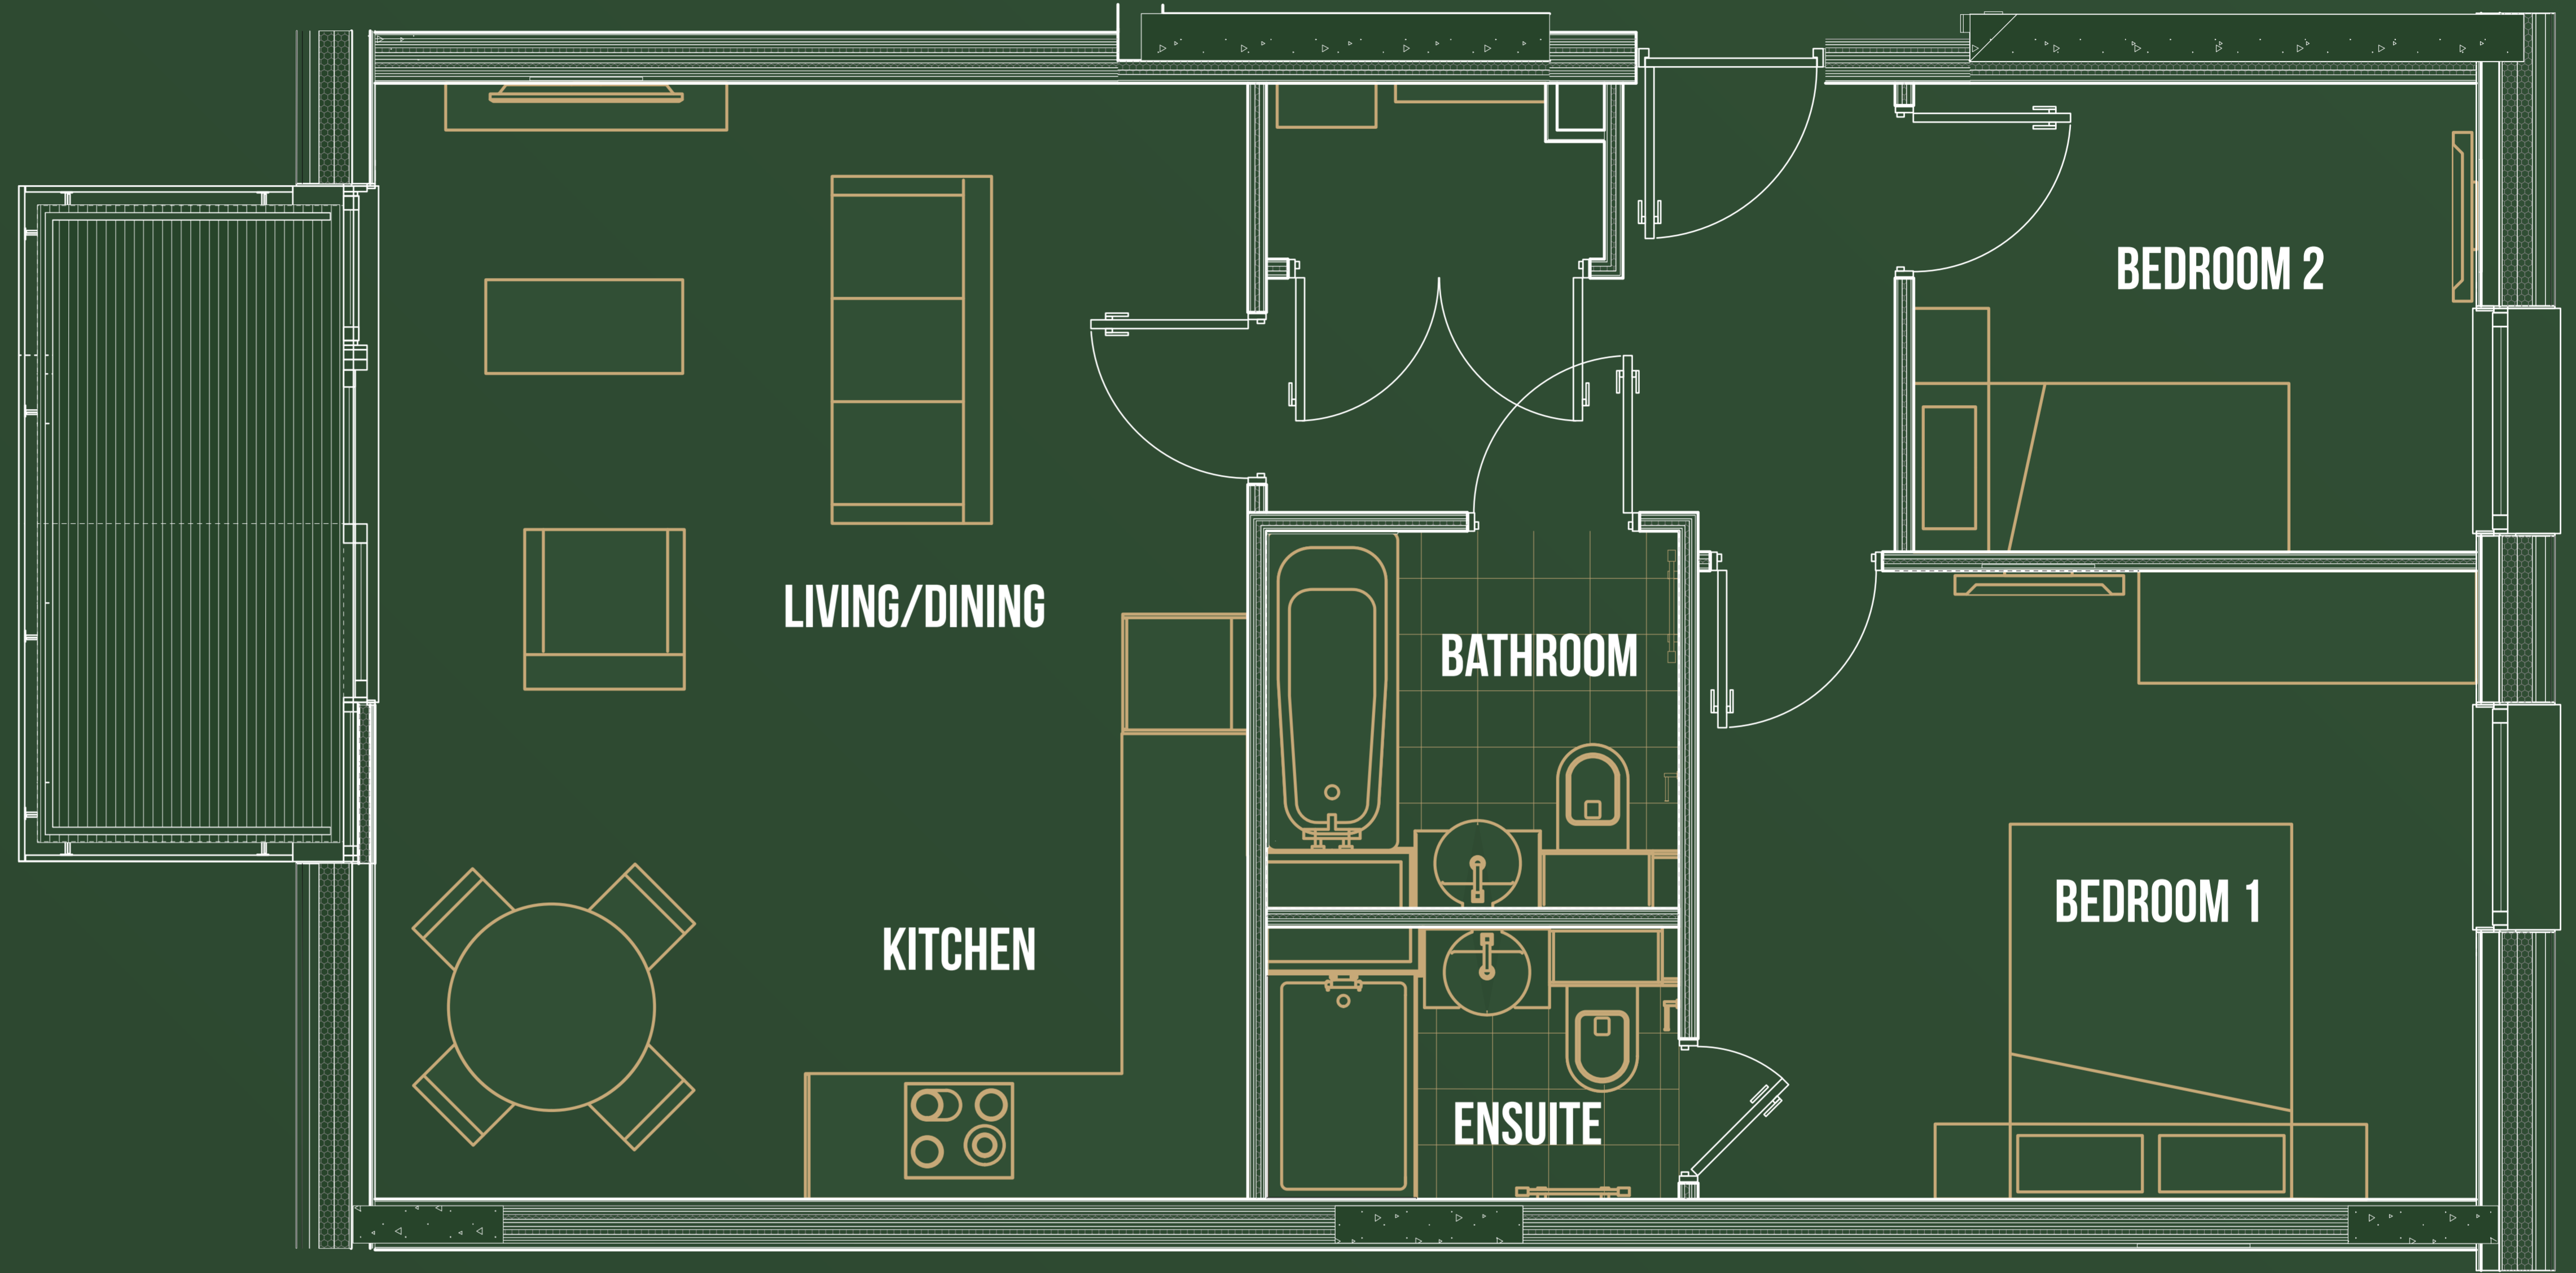 BEDROOM 2
LIVING/DINING
BATHROOM
BEDROOM 1
KITCHEN
ENSUITE